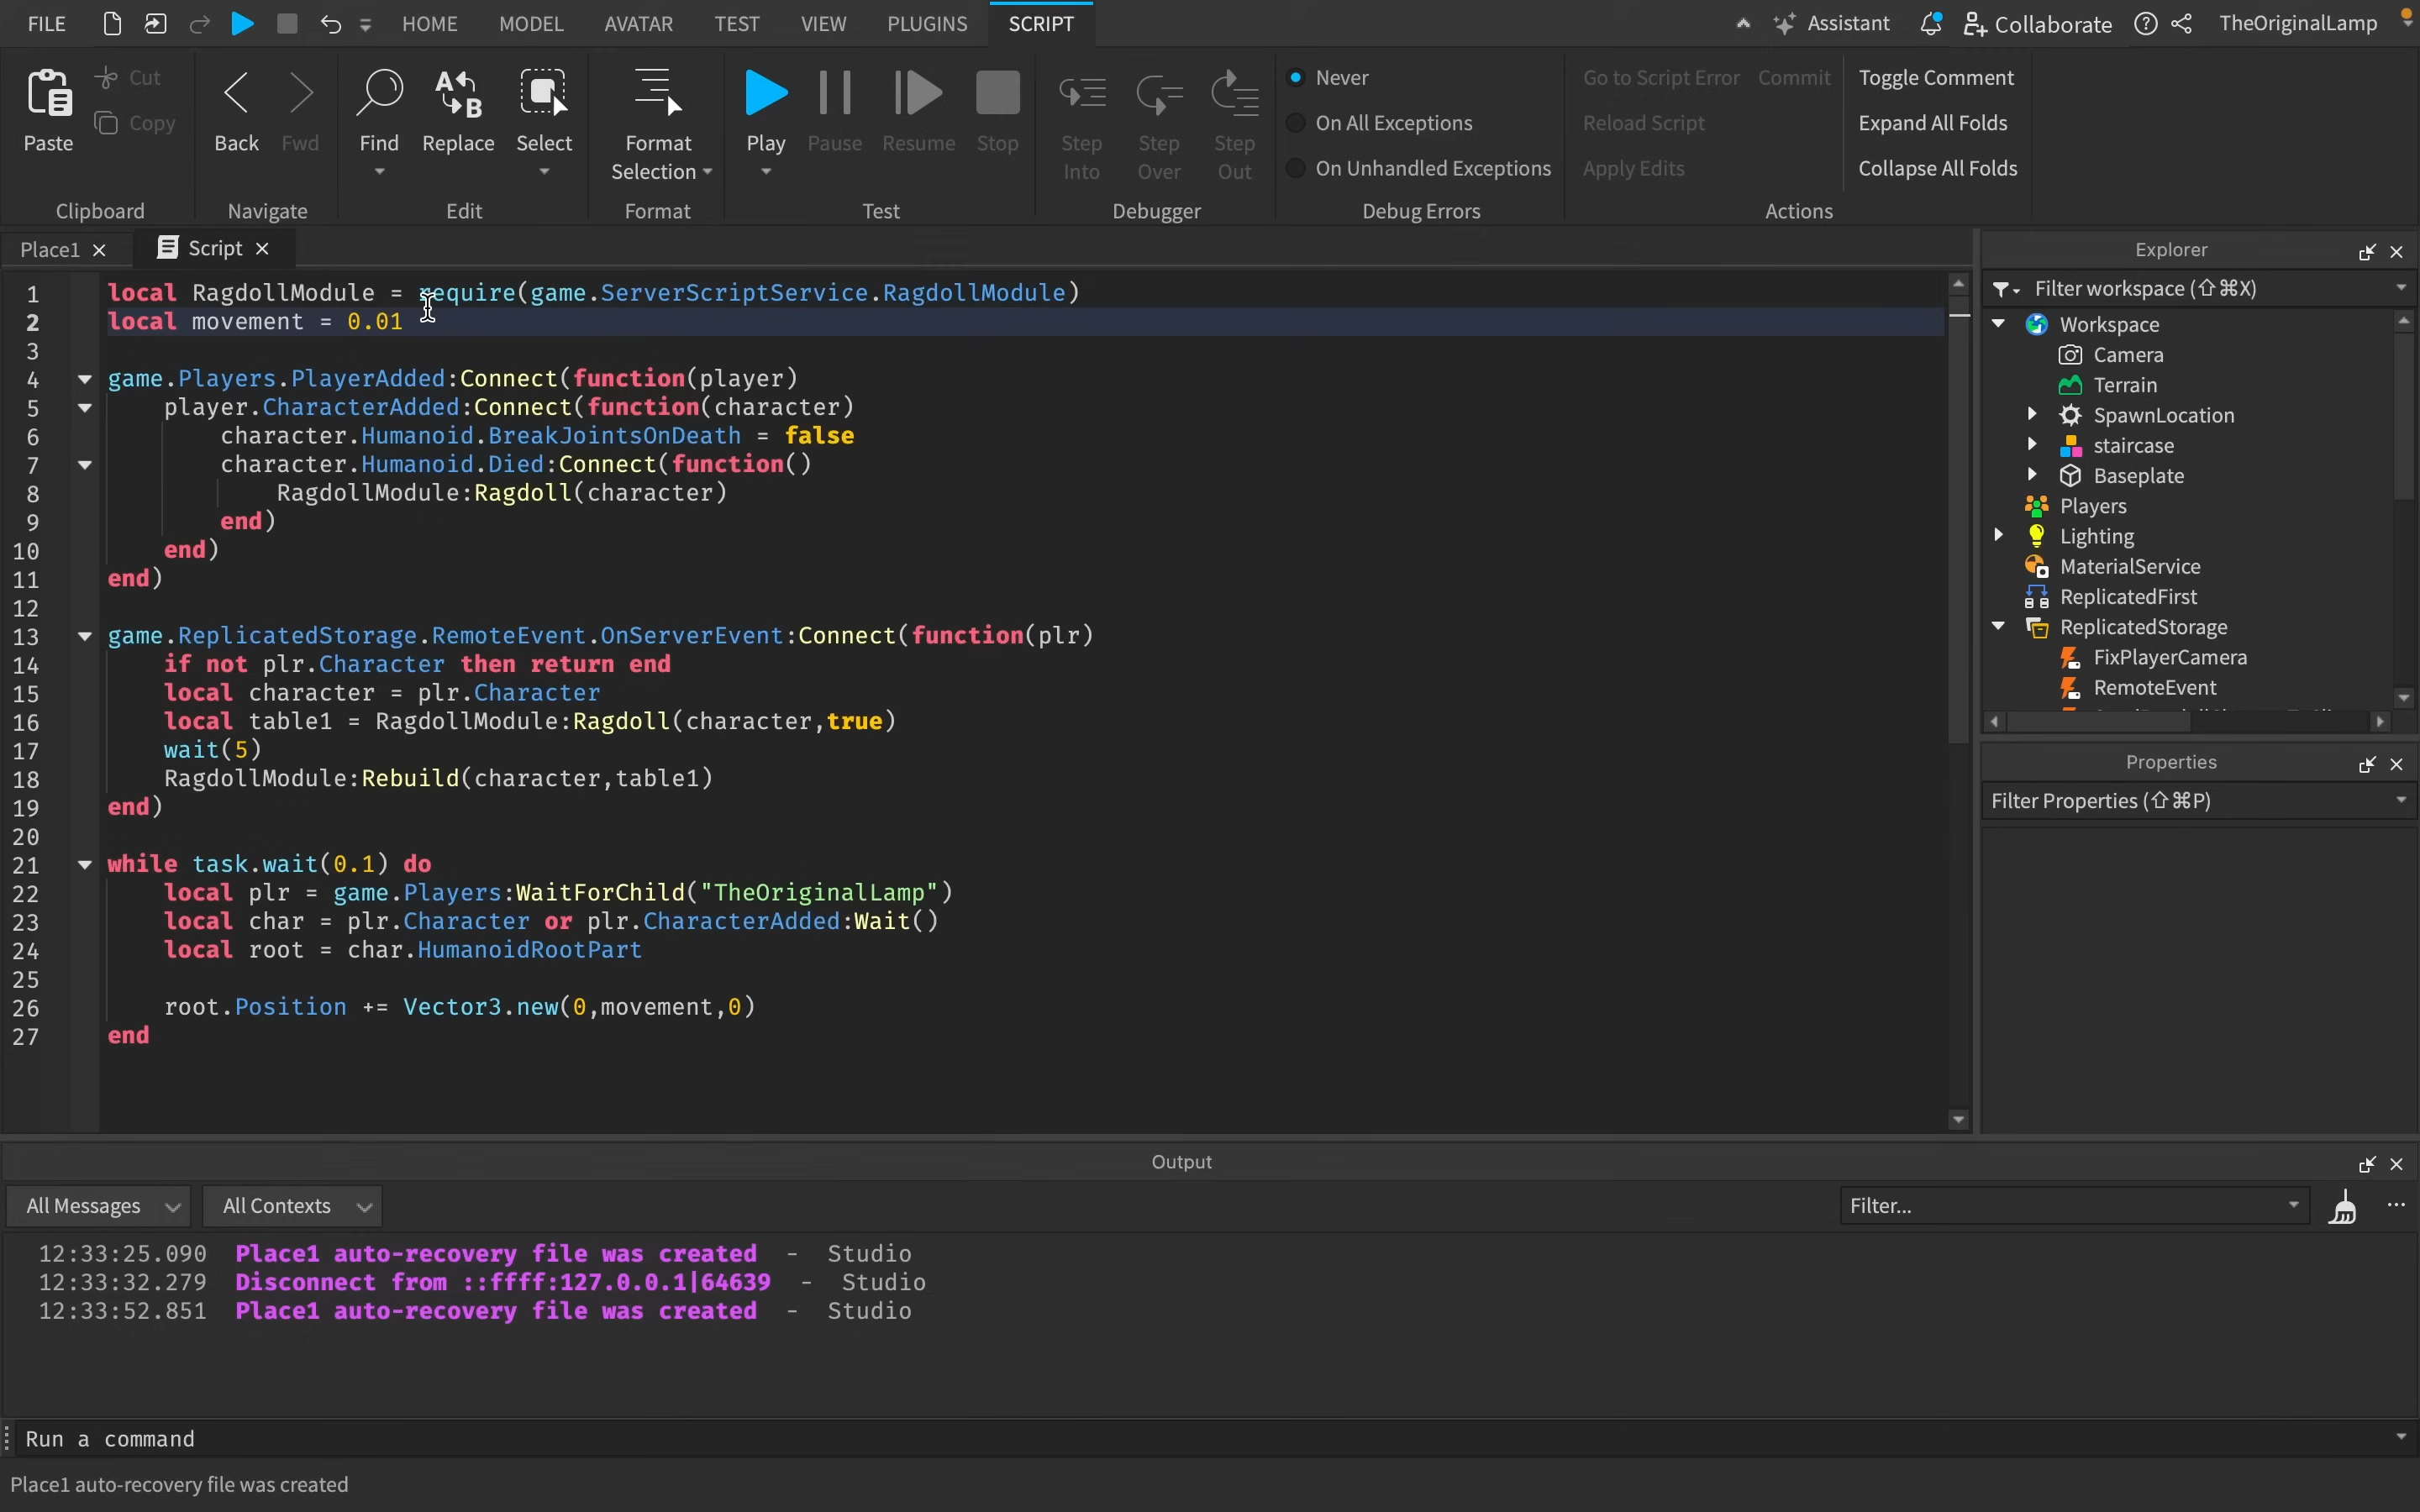 FILE HOME MODEL AVATAR TEST VIEW PLUGINS SCRIPT Assistant Collaborate TheOriginalLamp
Paste Cut Copy
Clipboard
Back Fwd
Navigate
Find Replace Select
Edit
Format Selection
Format
Play Pause Resume Stop
Test
Step Into Step Over Step Out
Debugger
Never
On All Exceptions
On Unhandled Exceptions
Debug Errors
Go to Script Error Commit
Reload Script
Apply Edits
Toggle Comment
Expand All Folds
Collapse All Folds
Actions
Place1 Script
1 local RagdollModule = require(game.ServerScriptService.RagdollModule)
2 local movement = 0.01
3
4 game.Players.PlayerAdded:Connect(function(player)
5 player.CharacterAdded:Connect(function(character)
6 character.Humanoid.BreakJointsOnDeath = false
7 character.Humanoid.Died:Connect(function()
8 RagdollModule:Ragdoll(character)
9 end)
10 end)
11 end)
12
13 game.ReplicatedStorage.RemoteEvent.OnServerEvent:Connect(function(plr)
14 if not plr.Character then return end
15 local character = plr.Character
16 local table1 = RagdollModule:Ragdoll(character,true)
17 wait(5)
18 RagdollModule:Rebuild(character,table1)
19 end)
20
21 while task.wait(0.1) do
22 local plr = game.Players:WaitForChild("TheOriginalLamp")
23 local char = plr.Character or plr.CharacterAdded:Wait()
24 local root = char.HumanoidRootPart
25
26 root.Position += Vector3.new(0,movement,0)
27 end
Explorer
Filter workspace (⇧⌘X)
Workspace
Camera
Terrain
SpawnLocation
staircase
Baseplate
Players
Lighting
MaterialService
ReplicatedFirst
ReplicatedStorage
FixPlayerCamera
RemoteEvent
Properties
Filter Properties (⇧⌘P)
Output
All Messages All Contexts Filter...
12:33:25.090 Place1 auto-recovery file was created - Studio
12:33:32.279 Disconnect from ::ffff:127.0.0.1|64639 - Studio
12:33:52.851 Place1 auto-recovery file was created - Studio
Run a command
Place1 auto-recovery file was created